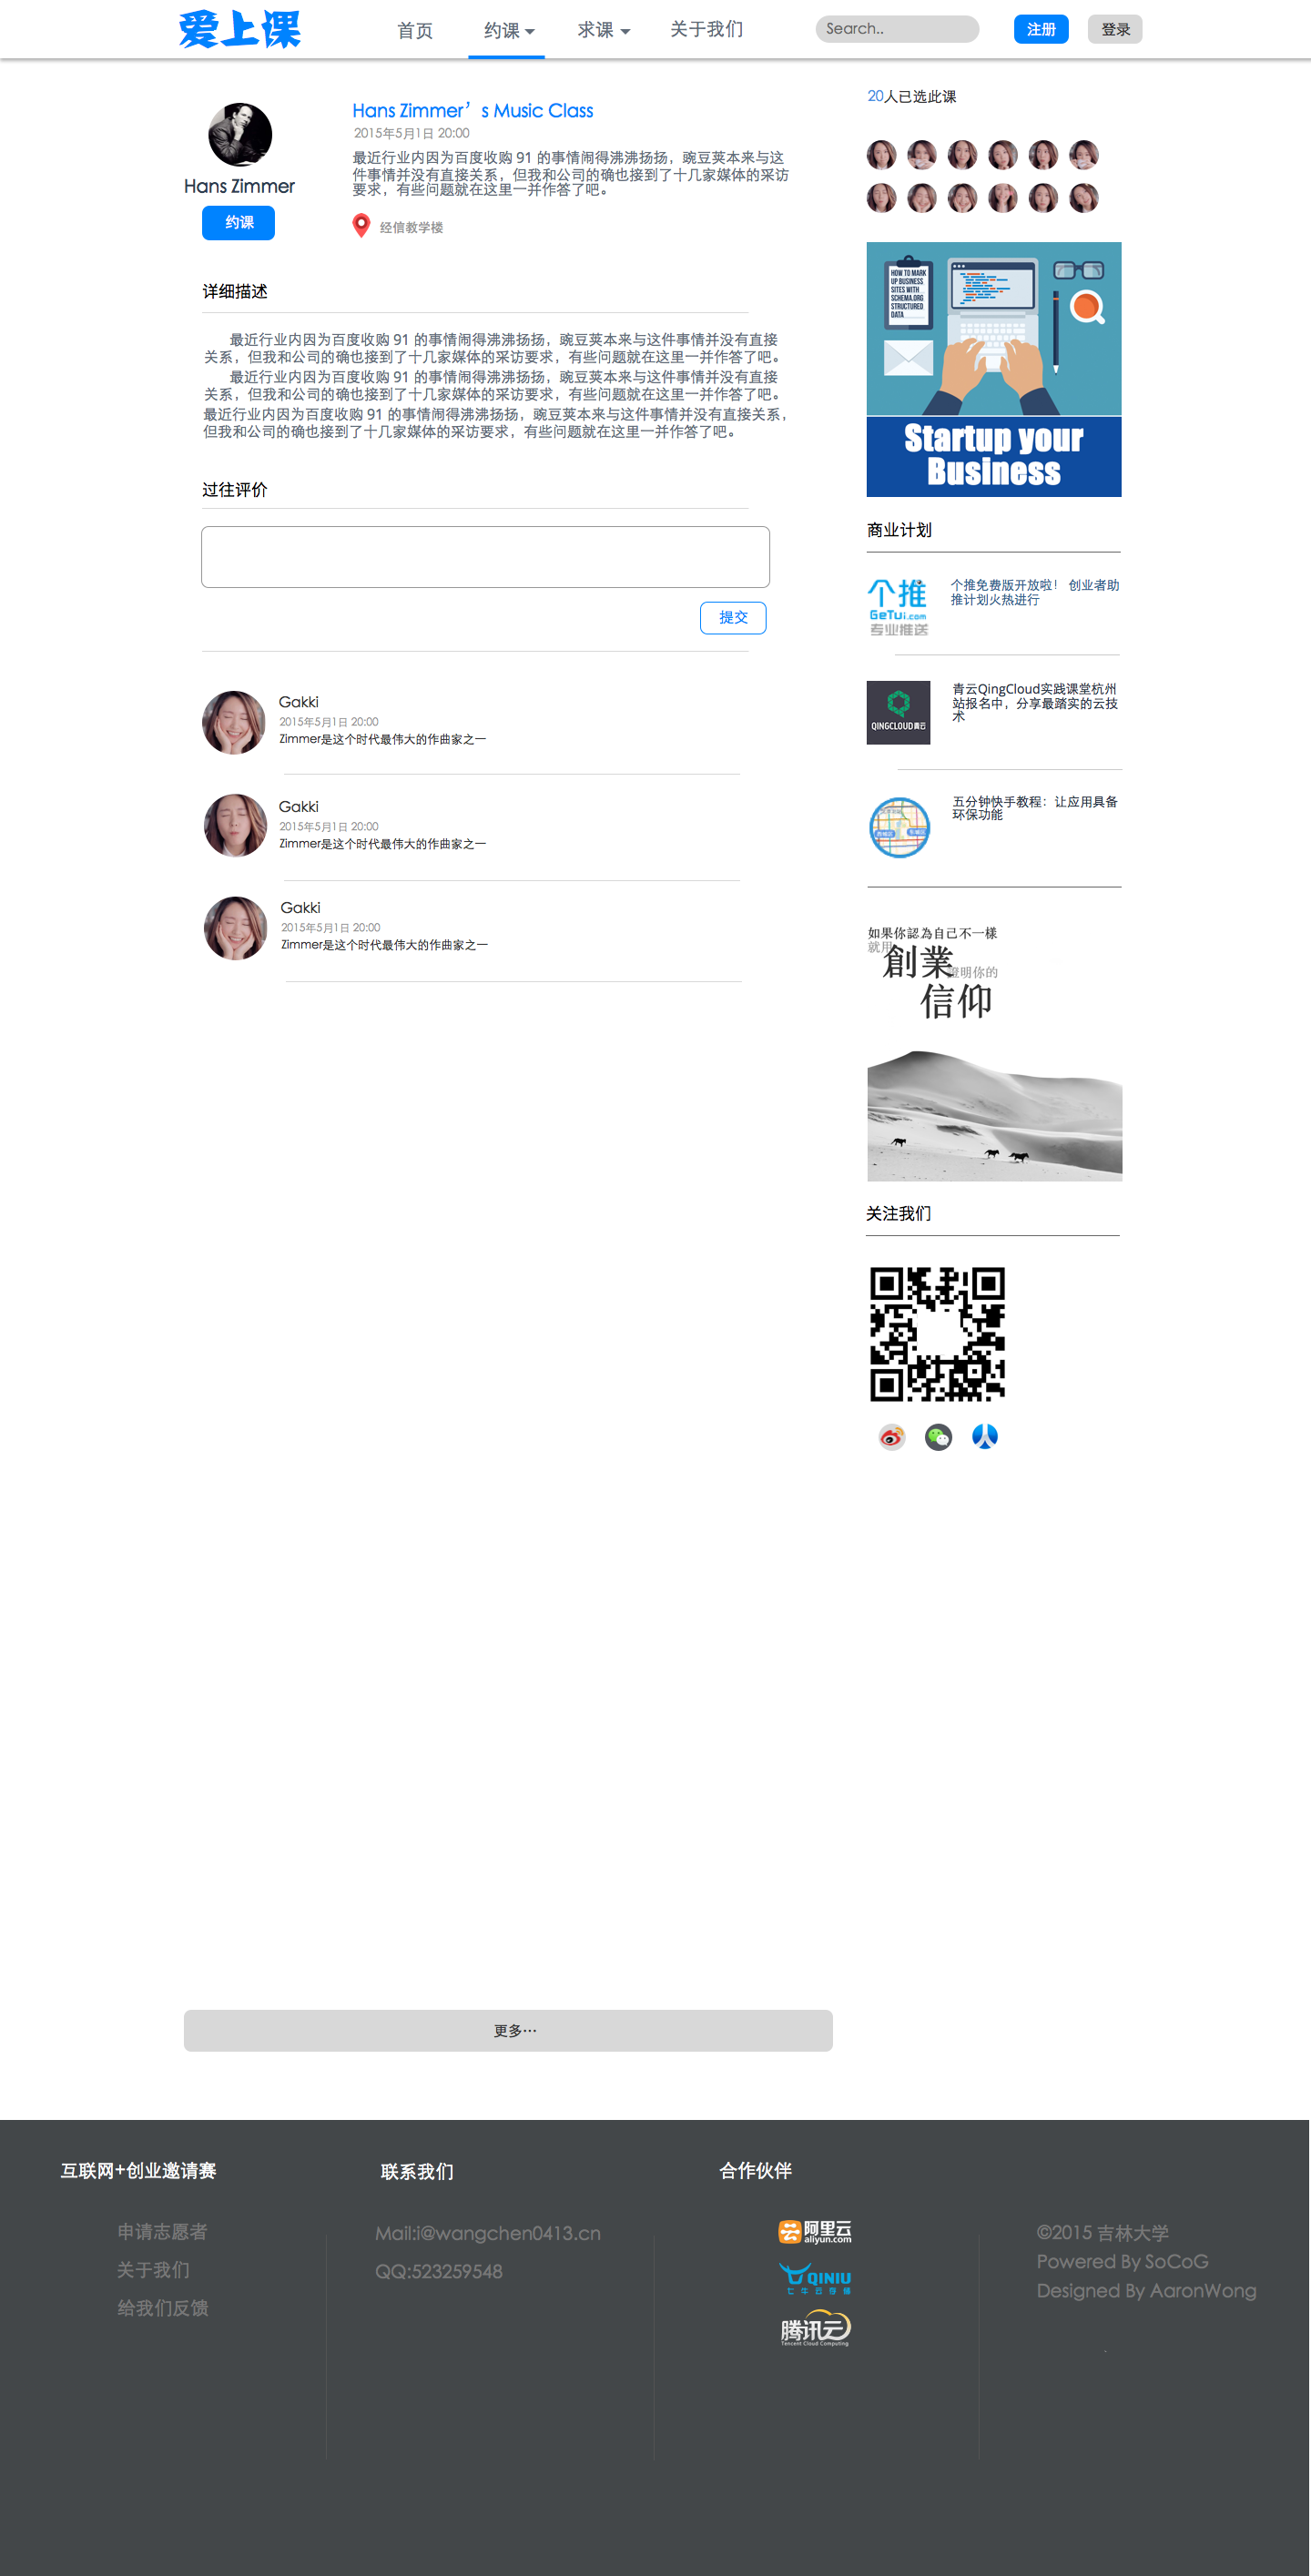 爱上课
首页
约课
求课
关于我们
Search..
注册
登录
Hans Zimmer
约课
Hans Zimmer’s Music Class
2015年5月1日 20:00
最近行业内因为百度收购 91 的事情闹得沸沸扬扬，豌豆荚本来与这
件事情并没有直接关系，但我和公司的确也接到了十几家媒体的采访
要求，有些问题就在这里一并作答了吧。
经信教学楼
详细描述
最近行业内因为百度收购 91 的事情闹得沸沸扬扬，豌豆荚本来与这件事情并没有直接
关系，但我和公司的确也接到了十几家媒体的采访要求，有些问题就在这里一并作答了吧。
最近行业内因为百度收购 91 的事情闹得沸沸扬扬，豌豆荚本来与这件事情并没有直接
关系，但我和公司的确也接到了十几家媒体的采访要求，有些问题就在这里一并作答了吧。
最近行业内因为百度收购 91 的事情闹得沸沸扬扬，豌豆荚本来与这件事情并没有直接关系，
但我和公司的确也接到了十几家媒体的采访要求，有些问题就在这里一并作答了吧。
过往评价
提交
Gakki
2015年5月1日 20:00
Zimmer是这个时代最伟大的作曲家之一
Gakki
2015年5月1日 20:00
Zimmer是这个时代最伟大的作曲家之一
Gakki
2015年5月1日 20:00
Zimmer是这个时代最伟大的作曲家之一
20人已选此课
HOW TO MARK
UP BUSINESS
SITES WITH
SCHEMA.ORG
STRUCTURED
DATA
Startup your
Business
商业计划
个推
GeTui.com
专业推送
个推免费版开放啦！ 创业者助
推计划火热进行
QINGCLOUD青云
青云QingCloud实践课堂杭州
站报名中，分享最踏实的云技
术
西城区
东城区
五分钟快手教程：让应用具备
环保功能
如果你認為自己不一樣
就用
創業
證明你的
信仰
关注我们
更多…
互联网+创业邀请赛
申请志愿者
关于我们
给我们反馈
联系我们
Mail:i@wangchen0413.cn
QQ:523259548
合作伙伴
阿里云
aliyun.com
QINIU
七牛云存储
腾讯云
Tencent Cloud Computing
©2015 吉林大学
Powered By SoCoG
Designed By AaronWong